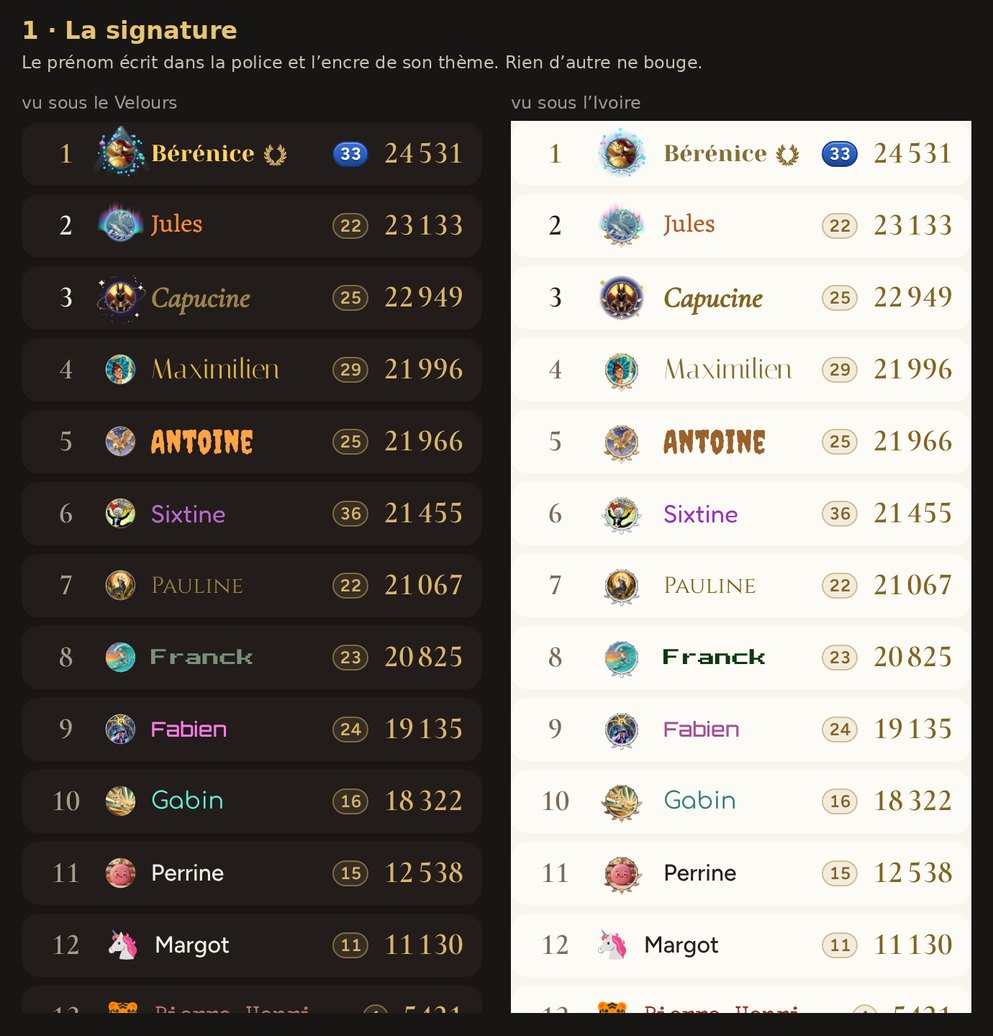 1 · La signature
Le prénom écrit dans la police et l’encre de son thème. Rien d’autre ne bouge.
vu sous le Velours
1 Bérénice 33 24 531
2 Jules 22 23 133
3 Capucine 25 22 949
4 Maximilien 29 21 996
5 ANTOINE 25 21 966
6 Sixtine 36 21 455
7 Pauline 22 21 067
8 Franck 23 20 825
9 Fabien 24 19 135
10 Gabin 16 18 322
11 Perrine 15 12 538
12 Margot 11 11 130
vu sous l’Ivoire
1 Bérénice 33 24 531
2 Jules 22 23 133
3 Capucine 25 22 949
4 Maximilien 29 21 996
5 ANTOINE 25 21 966
6 Sixtine 36 21 455
7 Pauline 22 21 067
8 Franck 23 20 825
9 Fabien 24 19 135
10 Gabin 16 18 322
11 Perrine 15 12 538
12 Margot 11 11 130